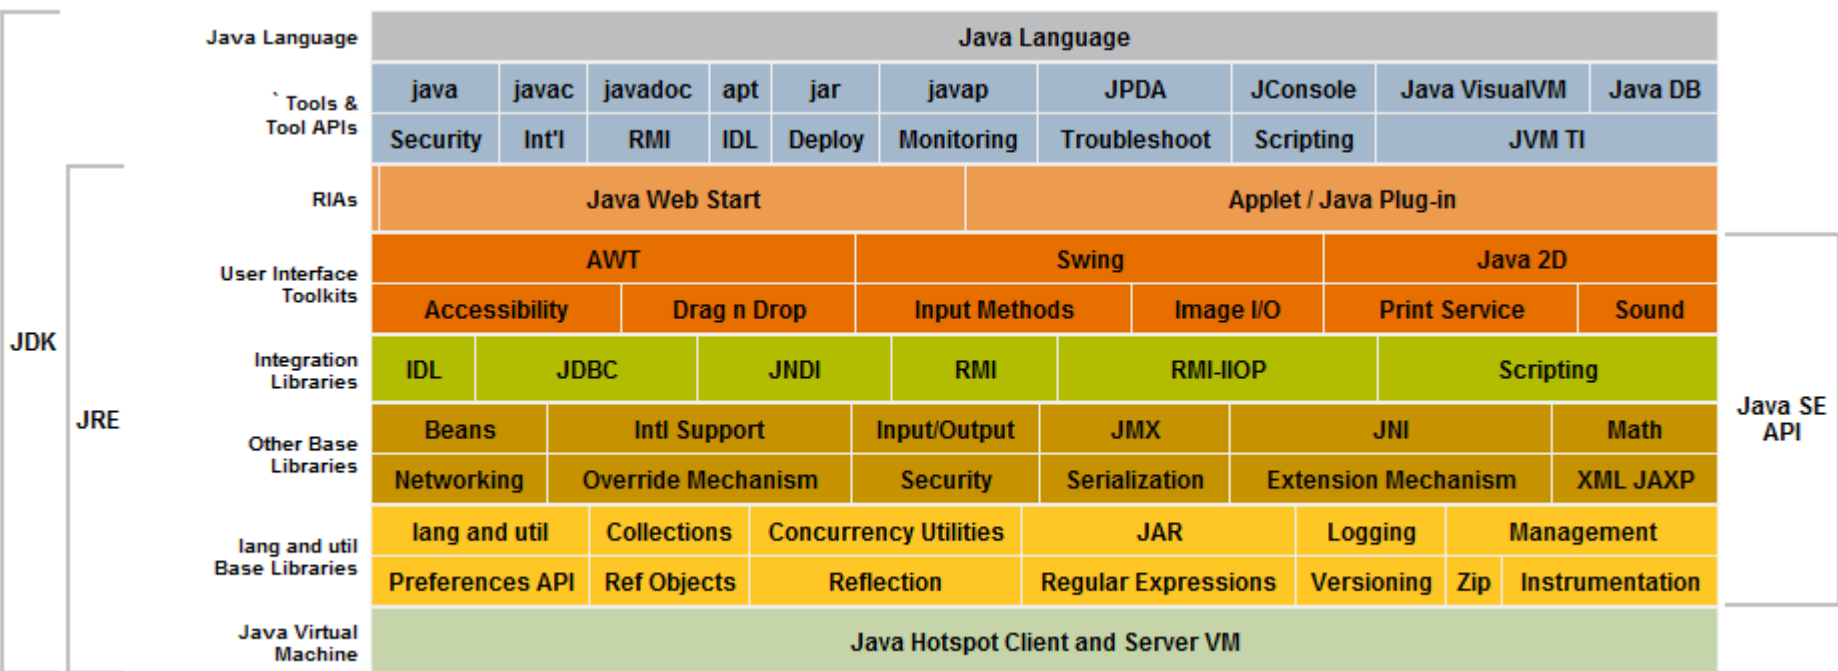 Java Language Java Language
` Tools &
Tool APIs
java javac javadoc apt jar javap JPDA JConsole Java VisualVM Java DB
Security Int'l RMI IDL Deploy Monitoring Troubleshoot Scripting JVM TI
RIAs Java Web Start Applet / Java Plug-in
User Interface
Toolkits
AWT Swing Java 2D
Accessibility Drag n Drop Input Methods Image I/O Print Service Sound
JDK
Integration
Libraries
IDL JDBC JNDI RMI RMI-IIOP Scripting
JRE
Java SE
API
Other Base
Libraries
Beans Intl Support Input/Output JMX JNI Math
Networking Override Mechanism Security Serialization Extension Mechanism XML JAXP
lang and util
Base Libraries
lang and util Collections Concurrency Utilities JAR Logging Management
Preferences API Ref Objects Reflection Regular Expressions Versioning Zip Instrumentation
Java Virtual
Machine
Java Hotspot Client and Server VM